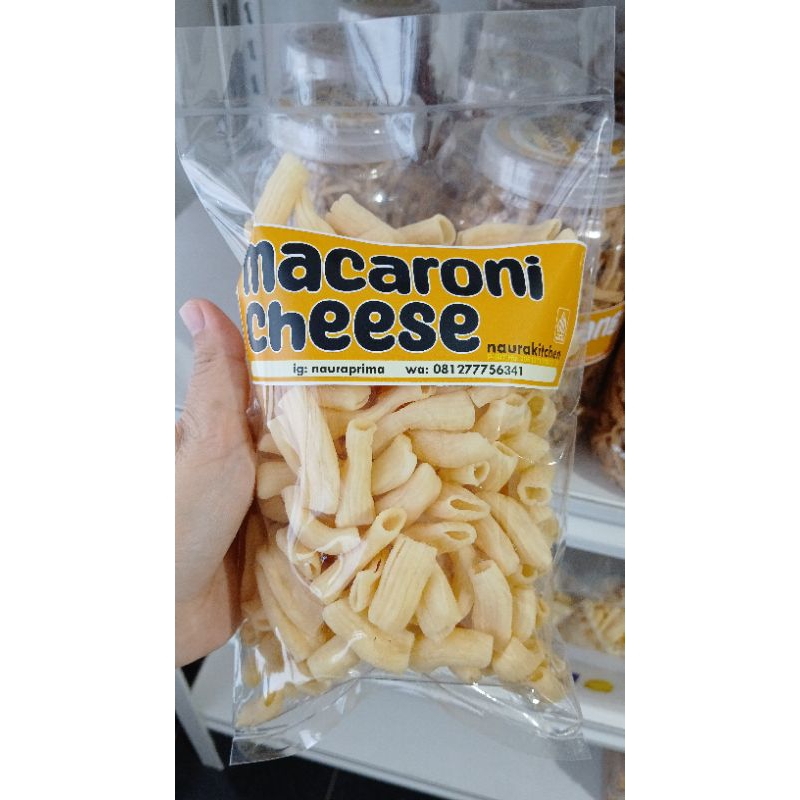 macaroni
cheese
naurakitchen
ig: nauraprima wa: 081277756341